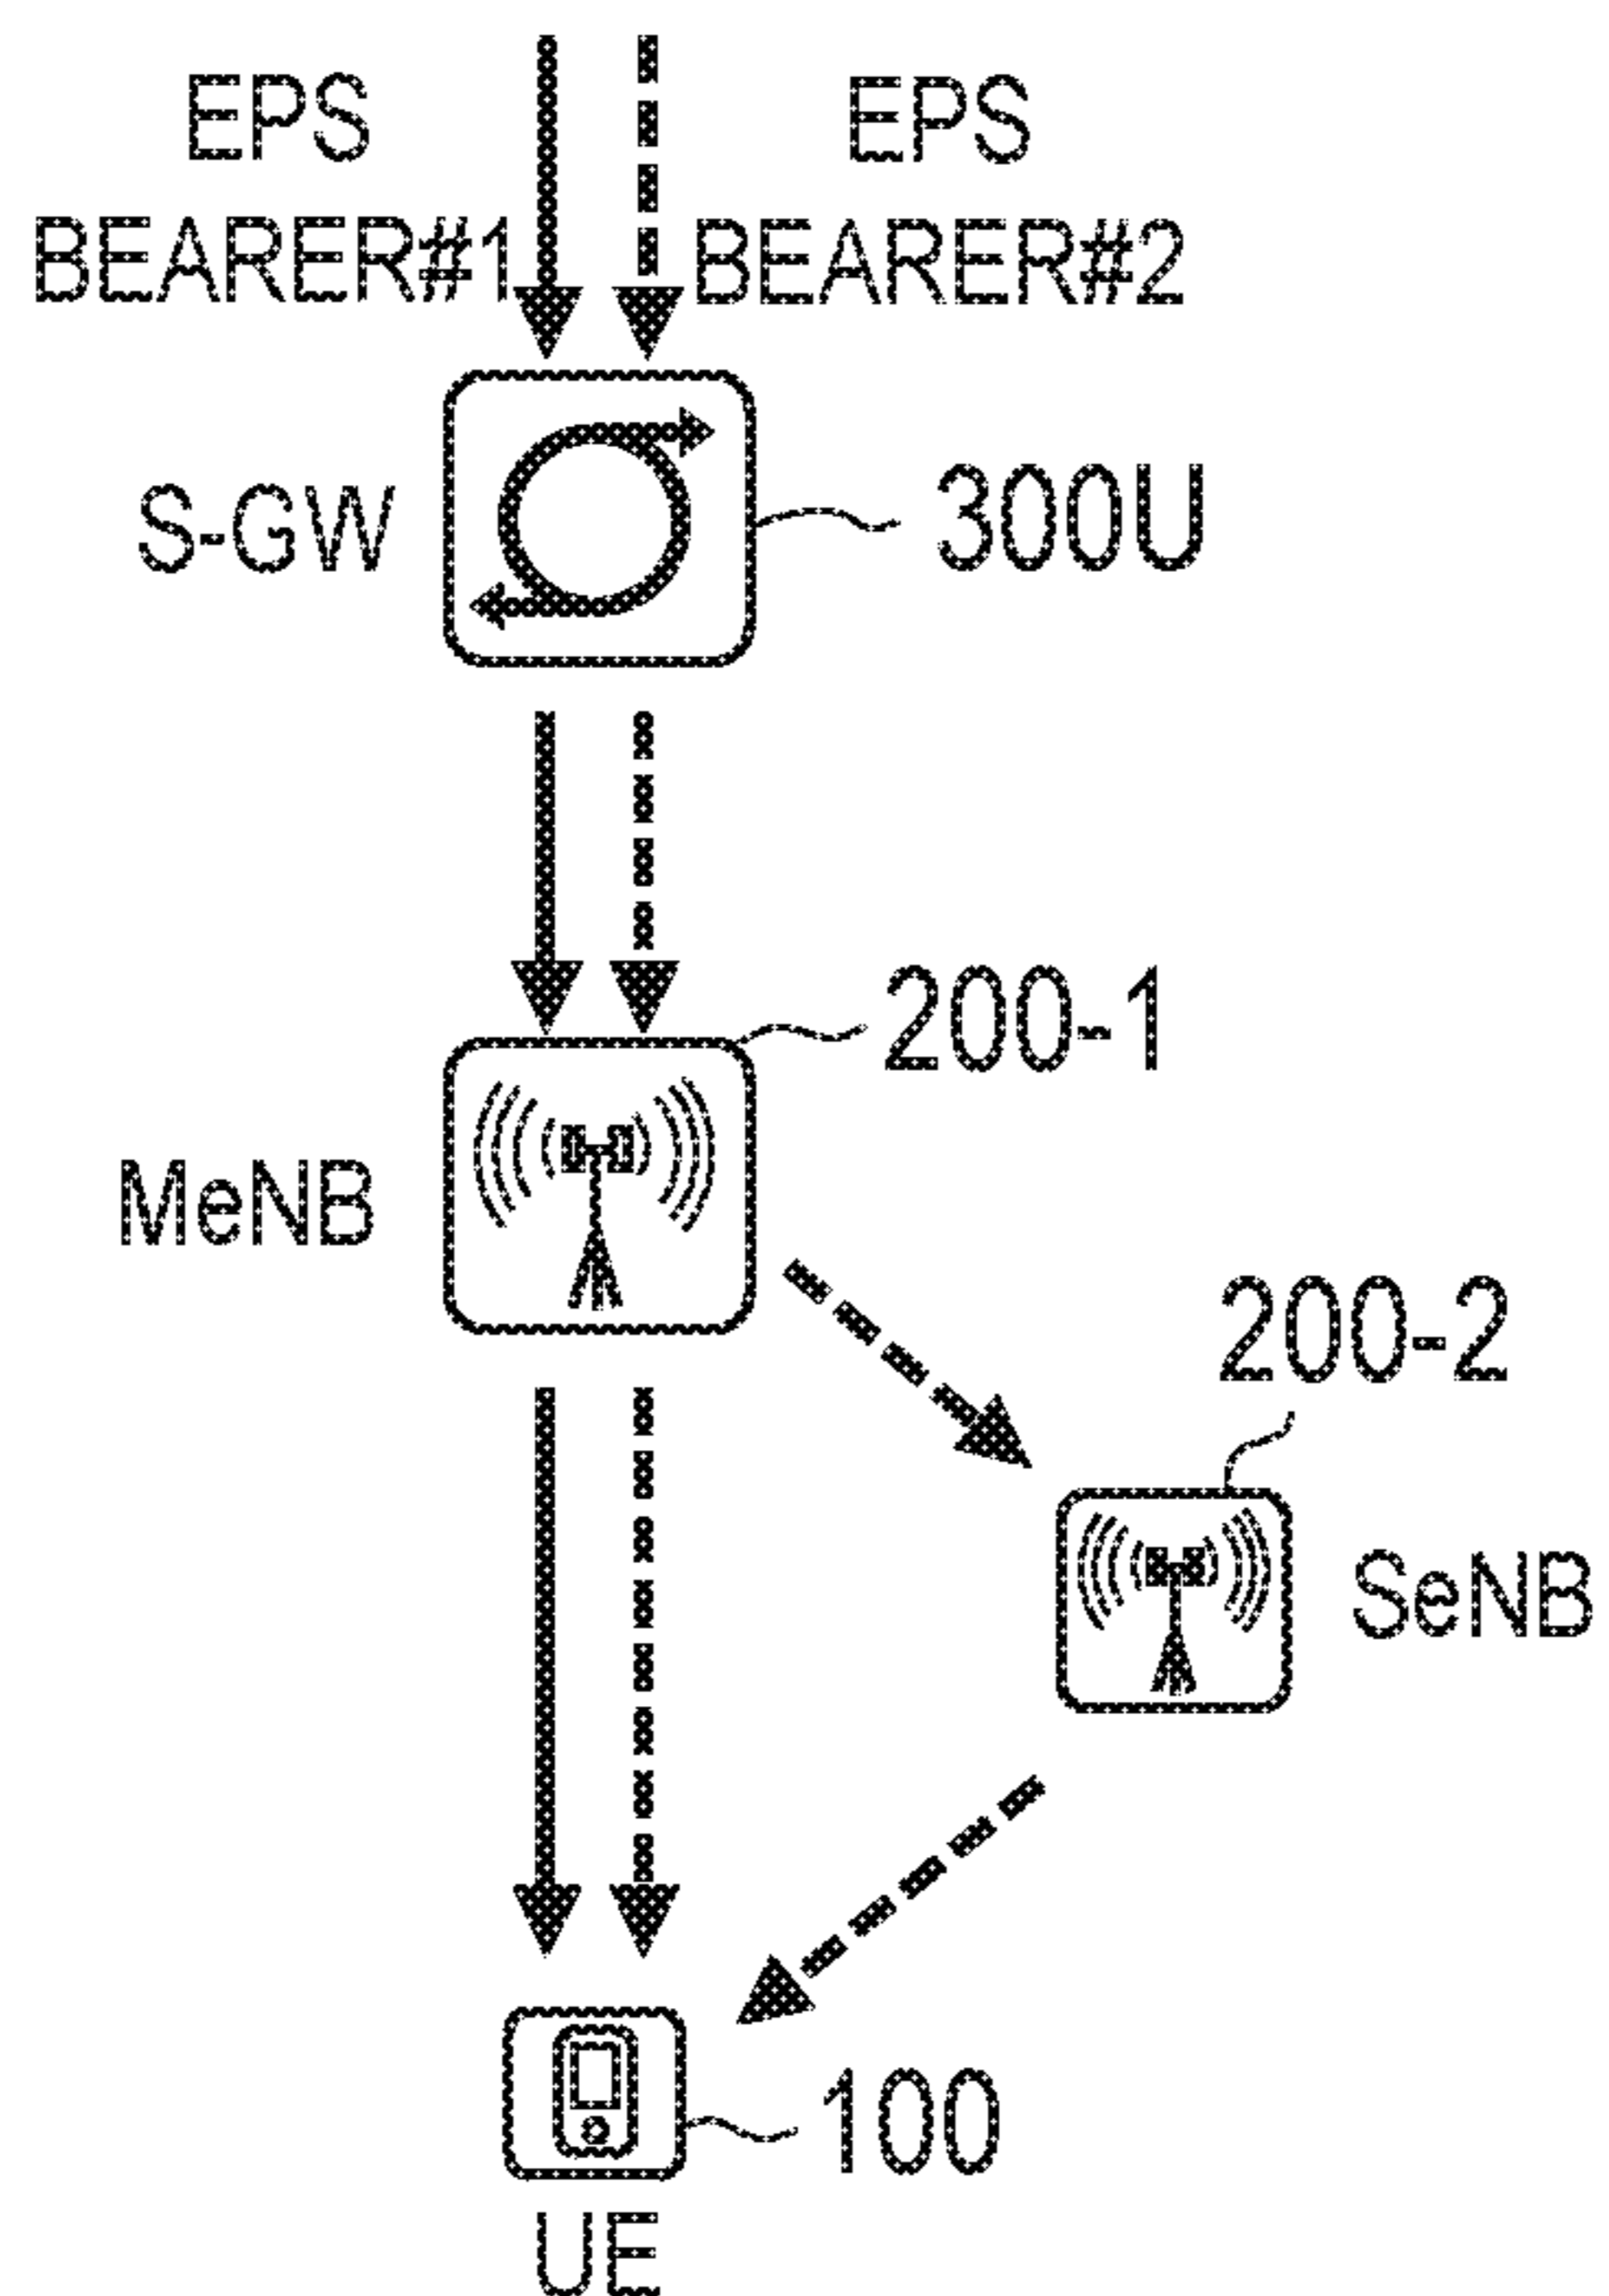 EPS
BEARER#1
EPS
BEARER#2
S-GW
300U
200-1
MeNB
200-2
SeNB
100
UE